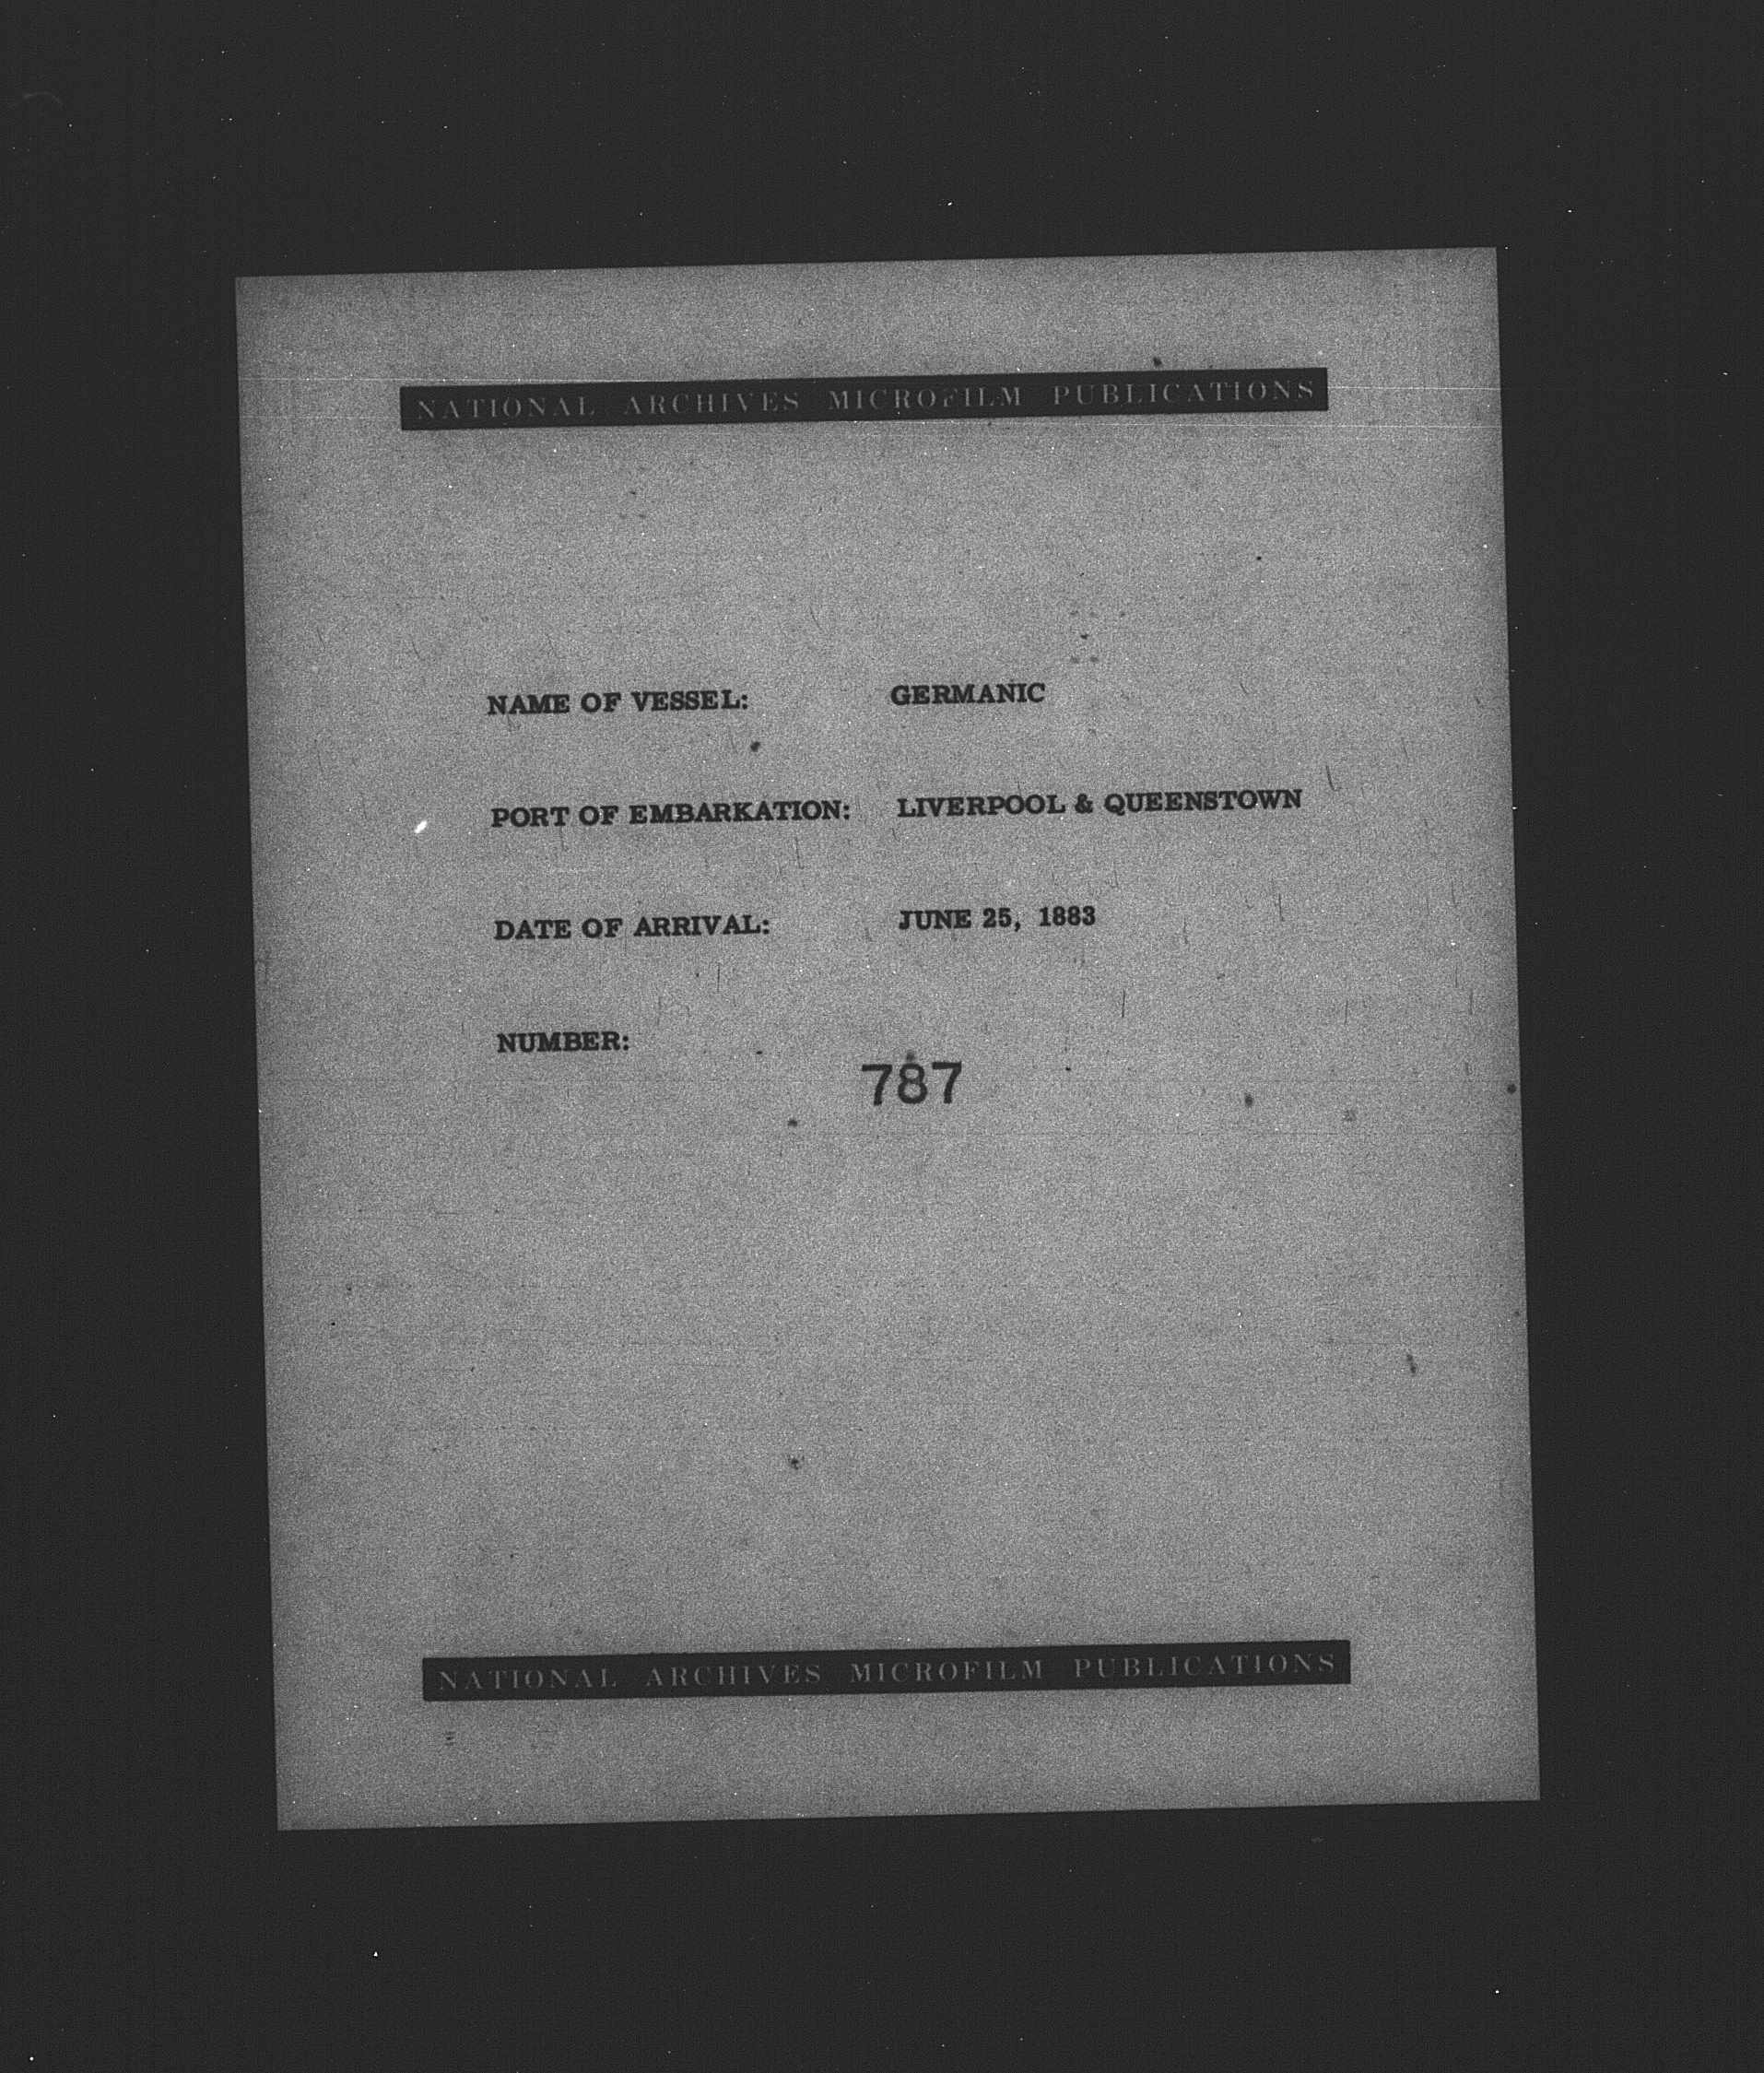 NATIONAL ARCHIVES MICROFILM PUBLICATIONS
NAME OF VESSEL: GERMANIC
PORT OF EMBARKATION: LIVERPOOL & QUEENSTOWN
DATE OF ARRIVAL: JUNE 25, 1883
NUMBER:
787
NATIONAL ARCHIVES MICROFILM PUBLICATIONS